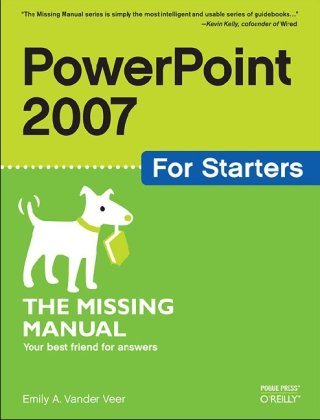 "The Missing Manual series is simply the most intelligent and usable series of guidebooks..."
—Kevin Kelly, cofounder of Wired
PowerPoint
2007
For Starters
THE MISSING
MANUAL
Your best friend for answers
POGUE PRESS™
Emily A. Vander Veer
O'REILLY®